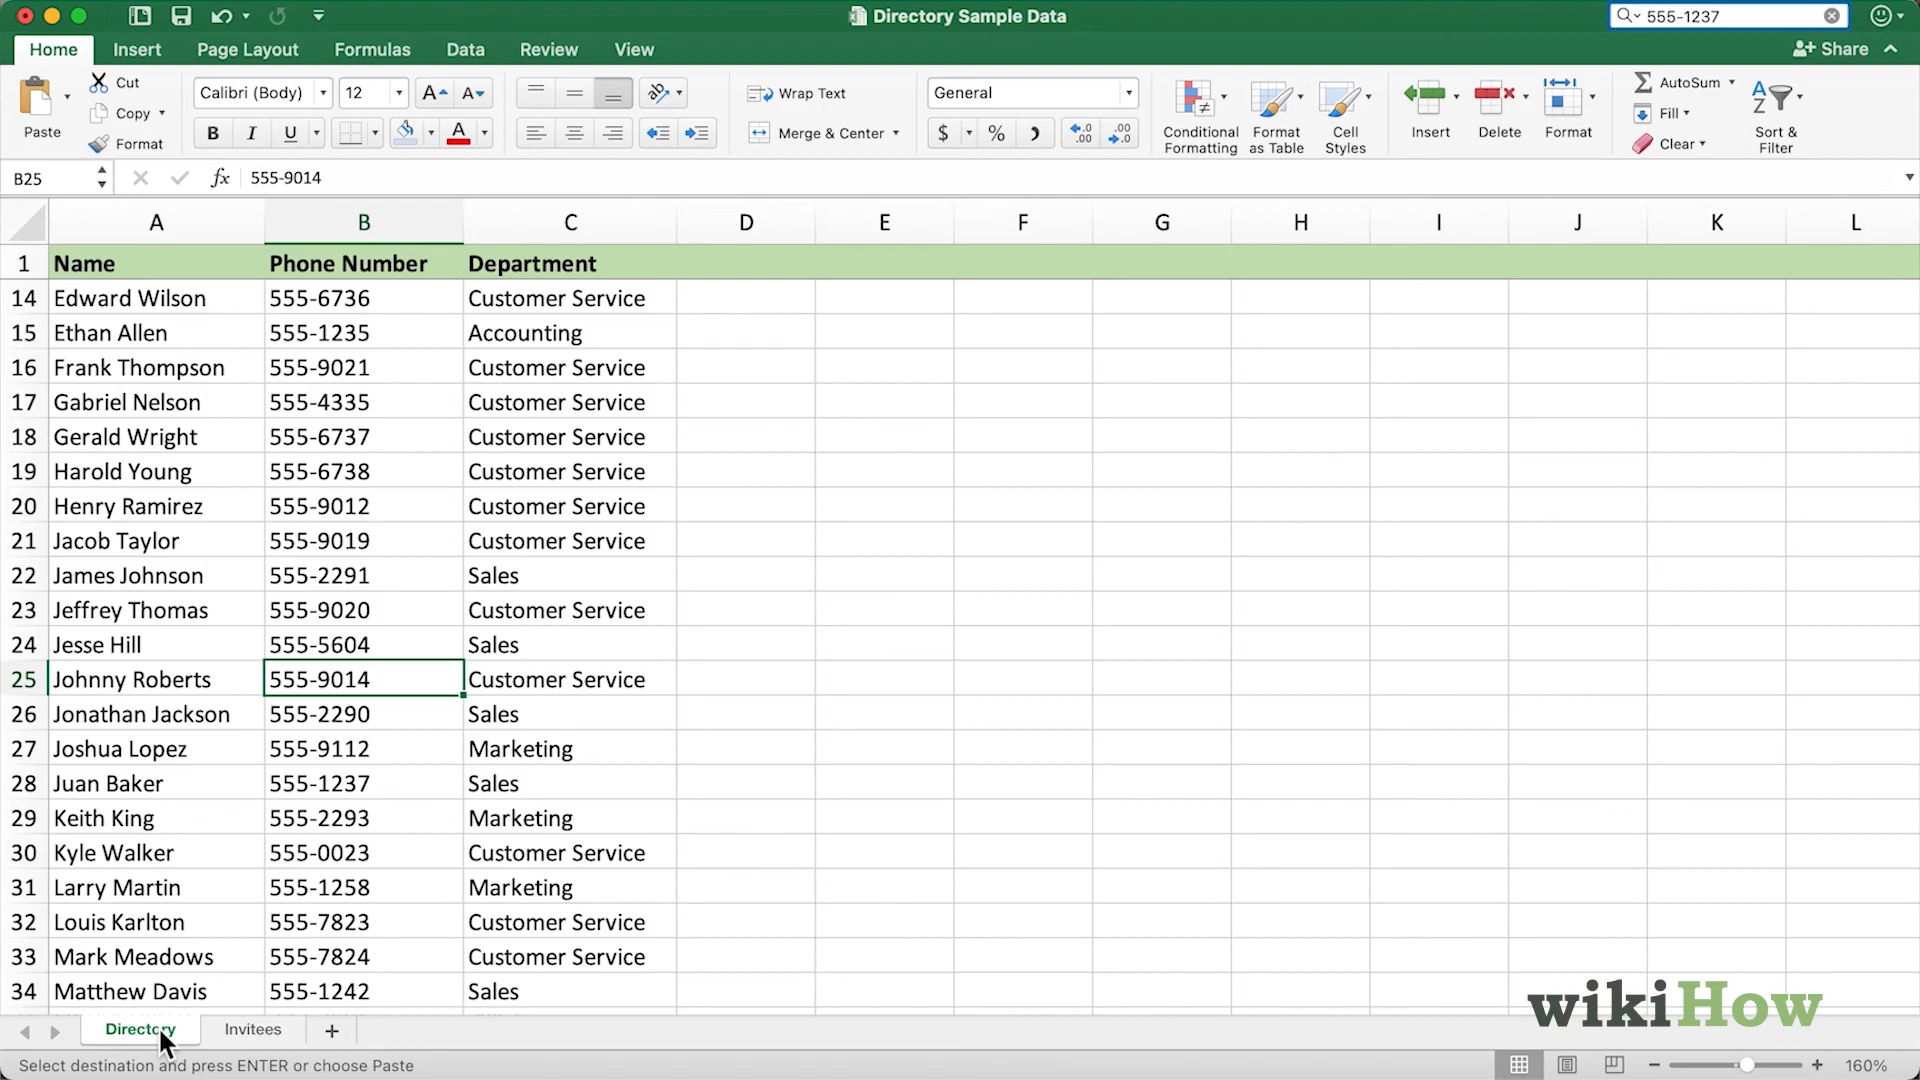 Directory Sample Data
555-1237
Home Insert Page Layout Formulas Data Review View Share
Paste
Cut
Copy
Format
Calibri (Body) 12 A A
B I U A
Wrap Text
Merge & Center
General
$ % .0 .00 .00 .0
Conditional Formatting
Format as Table
Cell Styles
Insert
Delete
Format
AutoSum
Fill
Clear
Sort & Filter
B25 fx 555-9014
A B C D E F G H I J K L
1 Name Phone Number Department
14 Edward Wilson 555-6736 Customer Service
15 Ethan Allen 555-1235 Accounting
16 Frank Thompson 555-9021 Customer Service
17 Gabriel Nelson 555-4335 Customer Service
18 Gerald Wright 555-6737 Customer Service
19 Harold Young 555-6738 Customer Service
20 Henry Ramirez 555-9012 Customer Service
21 Jacob Taylor 555-9019 Customer Service
22 James Johnson 555-2291 Sales
23 Jeffrey Thomas 555-9020 Customer Service
24 Jesse Hill 555-5604 Sales
25 Johnny Roberts 555-9014 Customer Service
26 Jonathan Jackson 555-2290 Sales
27 Joshua Lopez 555-9112 Marketing
28 Juan Baker 555-1237 Sales
29 Keith King 555-2293 Marketing
30 Kyle Walker 555-0023 Customer Service
31 Larry Martin 555-1258 Marketing
32 Louis Karlton 555-7823 Customer Service
33 Mark Meadows 555-7824 Customer Service
34 Matthew Davis 555-1242 Sales
wikiHow
Directory Invitees +
Select destination and press ENTER or choose Paste
160%